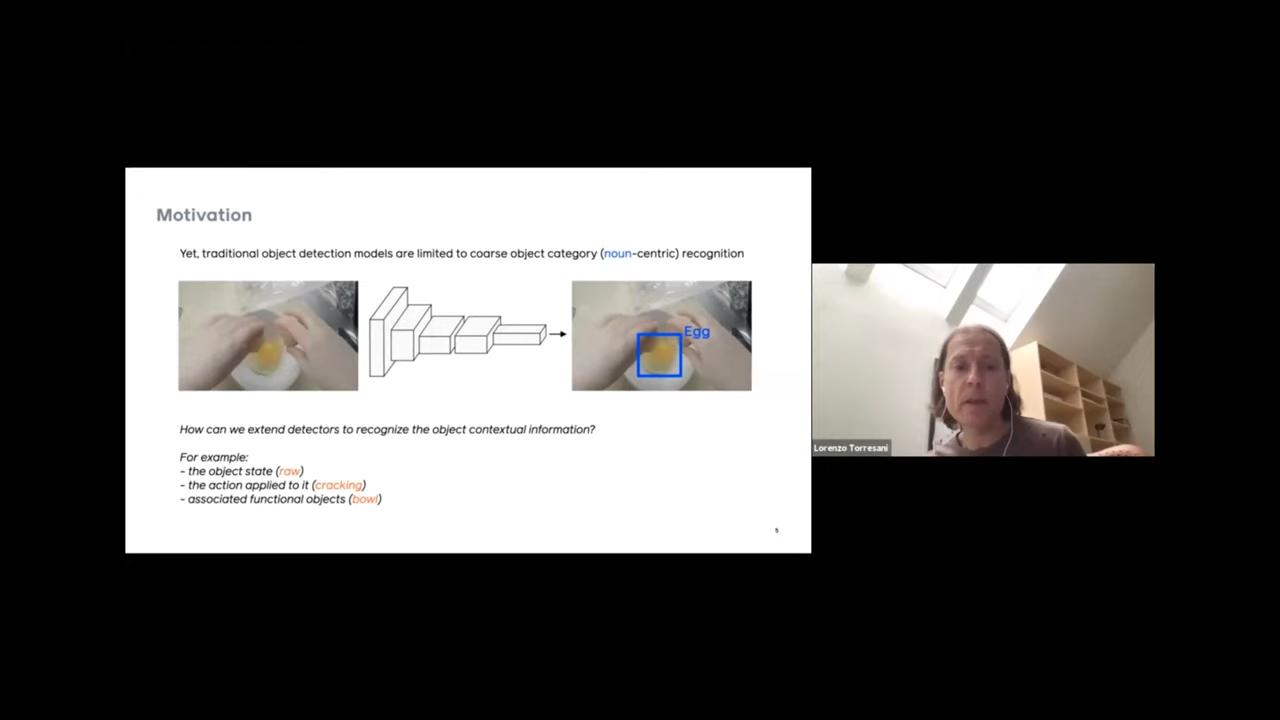 Motivation
Yet, traditional object detection models are limited to coarse object category (noun-centric) recognition
Egg
How can we extend detectors to recognize the object contextual information?
For example:
- the object state (raw)
- the action applied to it (cracking)
- associated functional objects (bowl)
5
Lorenzo Torresani